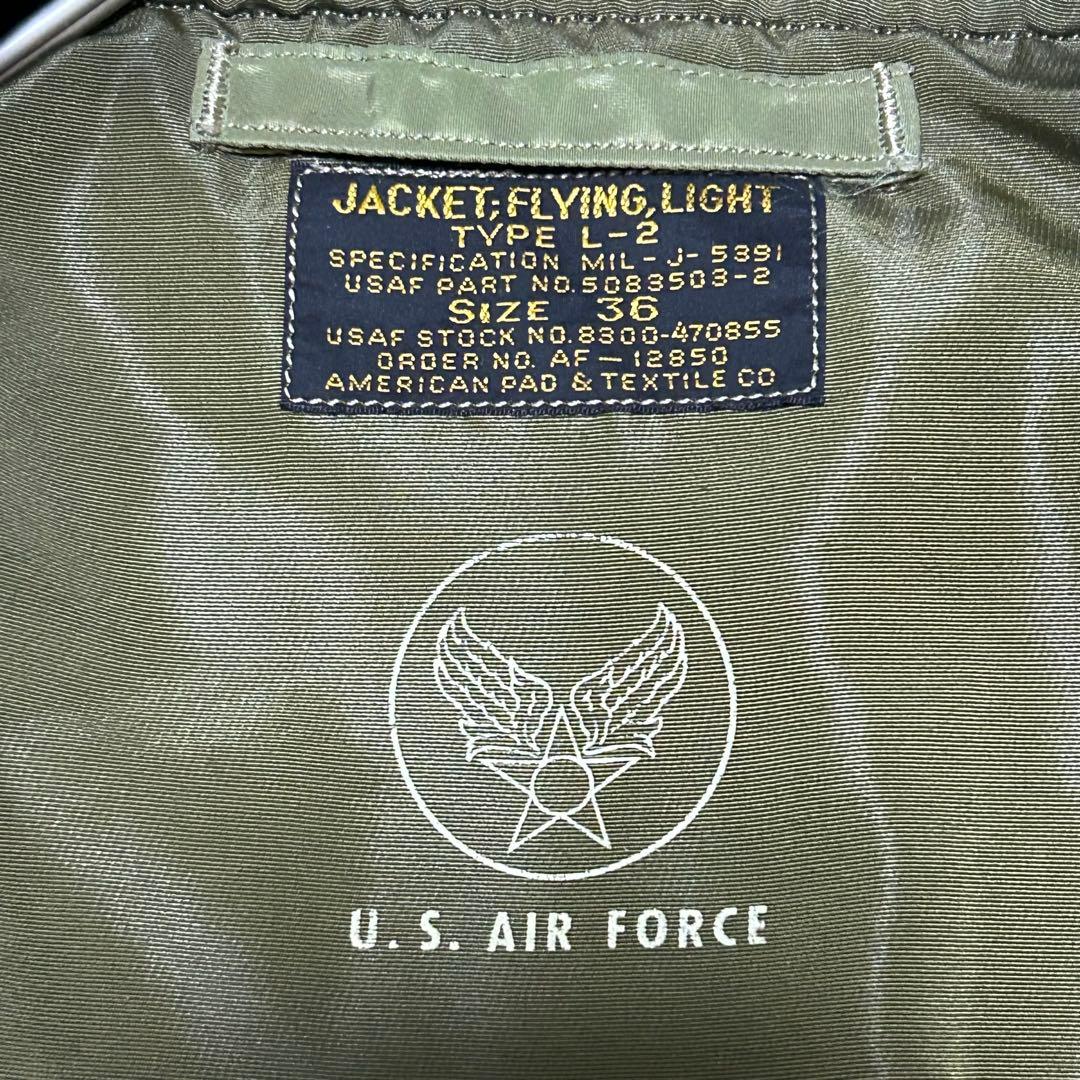 JACKET, FLYING, LIGHT
TYPE L-2
SPECIFICATION MIL-J-5391
USAF PART NO. 5083503-2
SIZE 36
USAF STOCK NO. 8300-470855
ORDER NO. AF-12850
AMERICAN PAD & TEXTILE CO
U.S. AIR FORCE